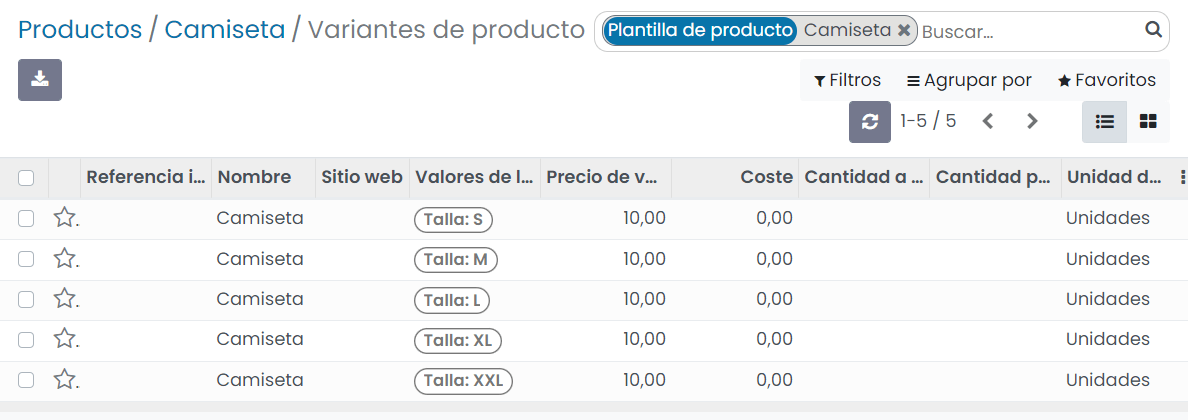 Productos / Camiseta / Variantes de producto
Plantilla de producto Camiseta Buscar...
Filtros Agrupar por Favoritos
1-5 / 5
Referencia i... Nombre Sitio web Valores de l... Precio de v... Coste Cantidad a ... Cantidad p... Unidad d...
Camiseta Talla: S 10,00 0,00 Unidades
Camiseta Talla: M 10,00 0,00 Unidades
Camiseta Talla: L 10,00 0,00 Unidades
Camiseta Talla: XL 10,00 0,00 Unidades
Camiseta Talla: XXL 10,00 0,00 Unidades